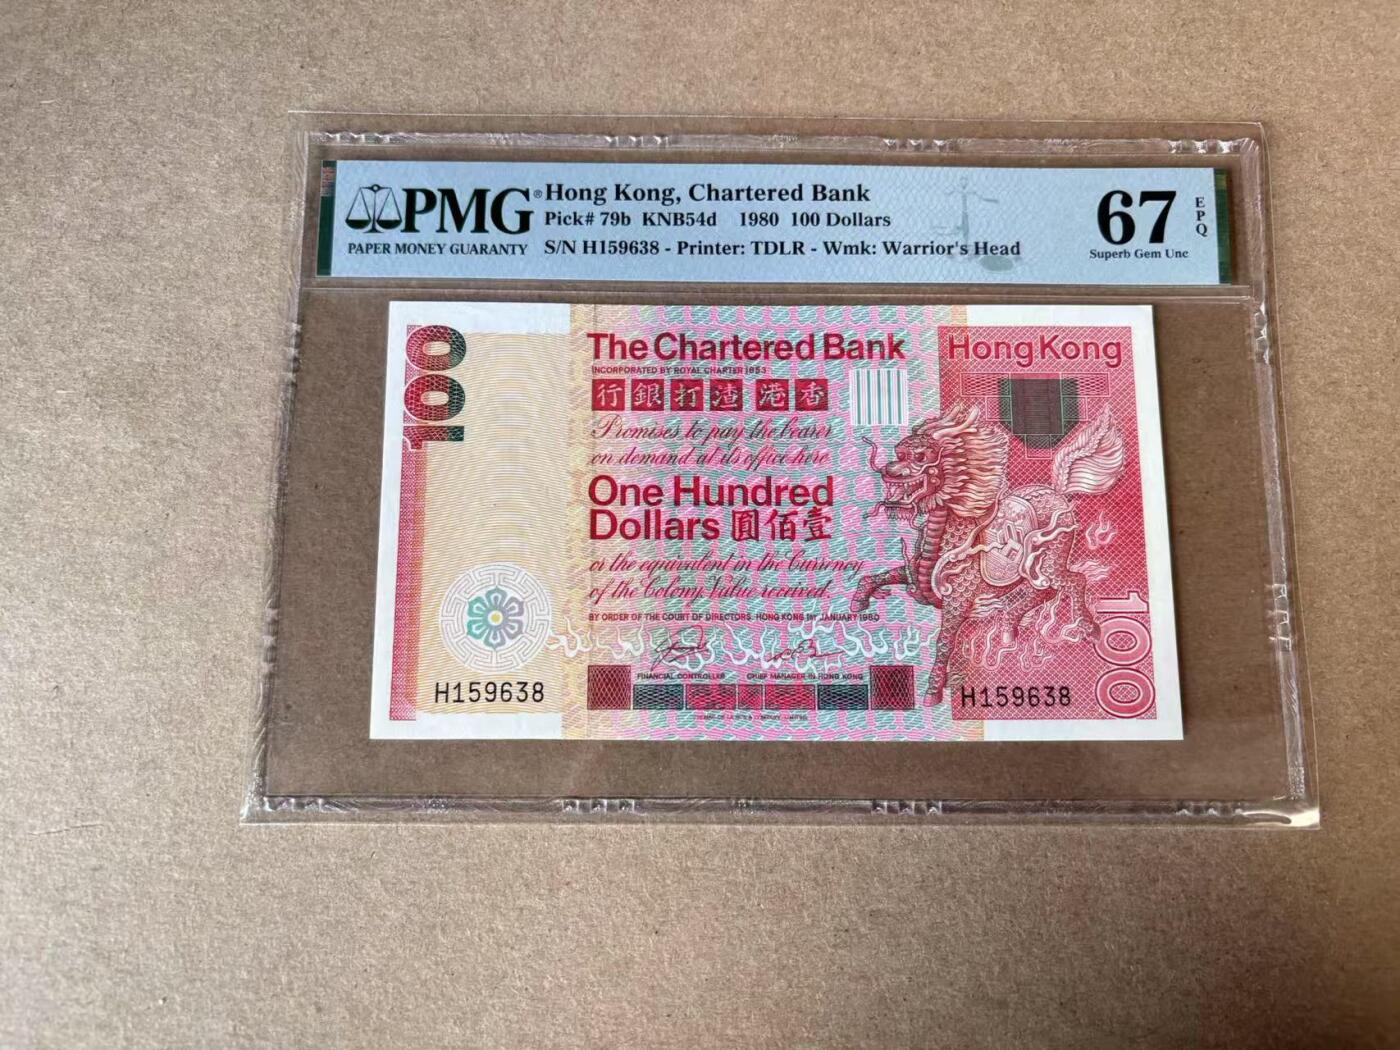 PMG®
PAPER MONEY GUARANTY
Hong Kong, Chartered Bank
Pick# 79b KNB54d 1980 100 Dollars
S/N H159638 - Printer: TDLR - Wmk: Warrior's Head
67
EPQ
Superb Gem Unc
100
The Chartered Bank
INCORPORATED BY ROYAL CHARTER 1853
行銀打渣 港香
Promises to pay the bearer
on demand at its office here
One Hundred
Dollars 圓佰壹
or the equivalent in the Currency
of the Colony Value received.
BY ORDER OF THE COURT OF DIRECTORS. HONG KONG 1ST JANUARY 1980
FINANCIAL CONTROLLER CHIEF MANAGER IN HONG KONG
H159638
Hong Kong
100
H159638